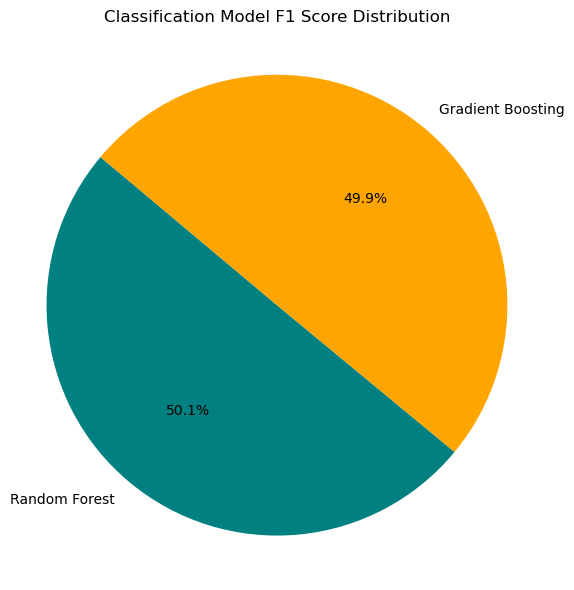 Classification Model F1 Score Distribution
Gradient Boosting
49.9%
50.1%
Random Forest